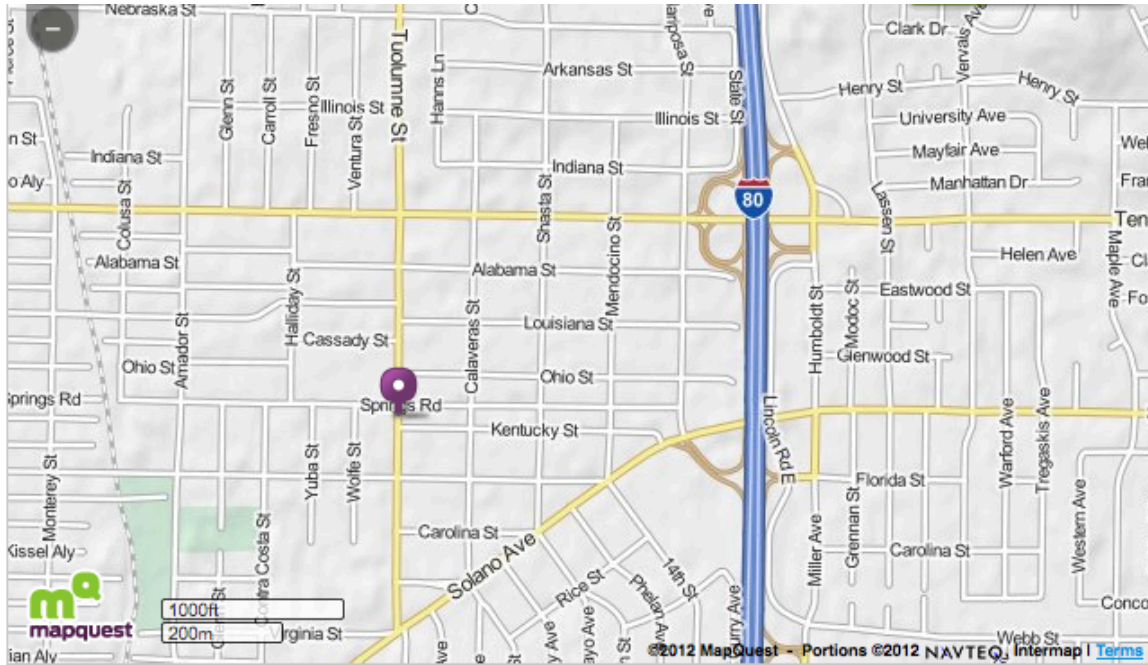 Nebraska St
Clark Dr
Vervais Ave
Tuolumne St
Hanns Ln
Arkansas St
State St
Henry St
Henry St
Glenn St
Carroll St
Fresno St
Illinois St
Illinois St
University Ave
Ventura St
Indiana St
Indiana St
Mayfair Ave
Manhattan Dr
Colusa St
Shasta St
Mendocino St
80
Lassen St
Maple Ave
Helen Ave
Alabama St
Alabama St
Halliday St
Calaveras St
Louisiana St
Humboldt St
Modoc St
Eastwood St
Cassady St
Glenwood St
Amador St
Ohio St
Ohio St
Springs Rd
Springs Rd
Kentucky St
Lincoln Rd E
Warford Ave
Tregaskis Ave
Monterey St
Yuba St
Wolfe St
Florida St
Western Ave
Carolina St
Solano Ave
Grennan St
Miller Ave
Carolina St
Kissel Aly
Contra Costa St
Rice St
Phelan Ave
14th St
mapquest
1000ft
200m
Virginia St
Webb St
©2012 MapQuest - Portions ©2012 NAVTEQ, Intermap | Terms